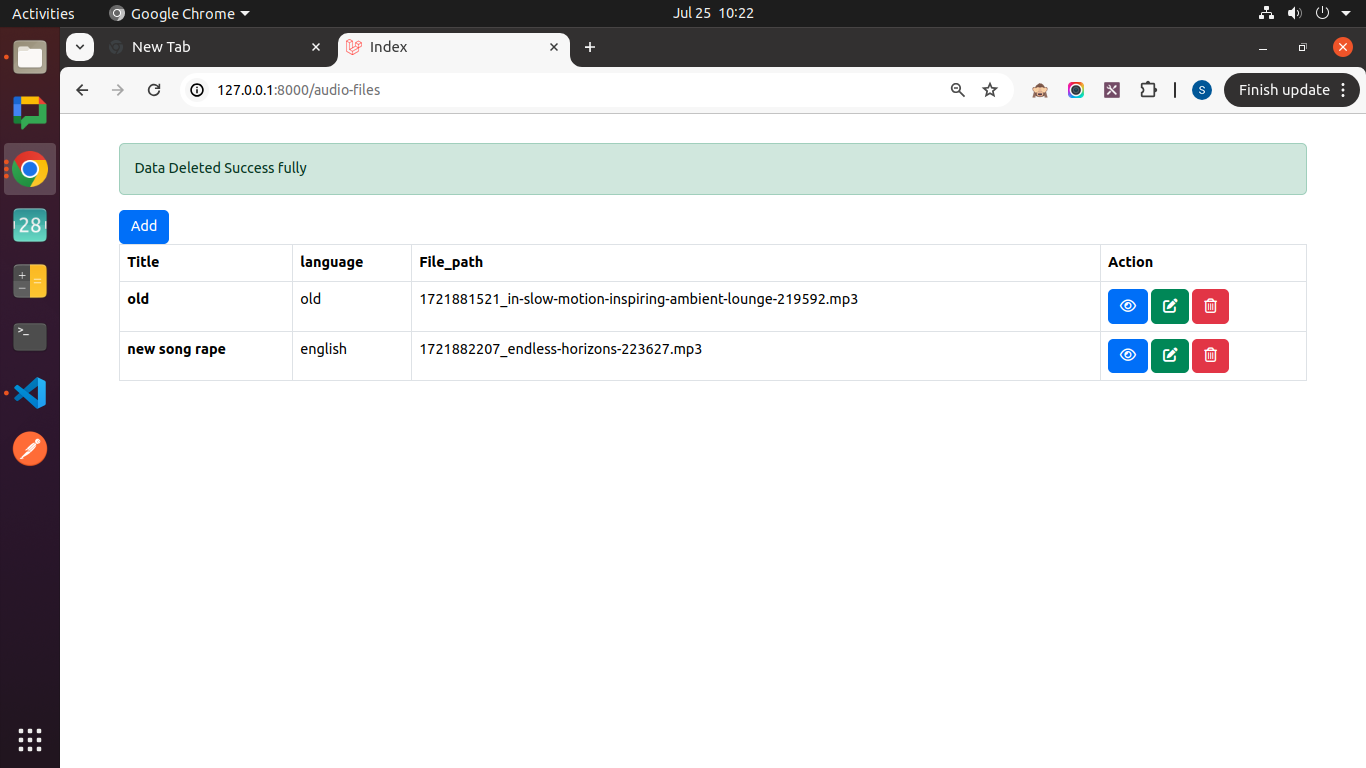 Activities Google Chrome Jul 25 10:22
New Tab Index
127.0.0.1:8000/audio-files S Finish update
Data Deleted Success fully
28
Add
Title language File_path Action
old old 1721881521_in-slow-motion-inspiring-ambient-lounge-219592.mp3
new song rape english 1721882207_endless-horizons-223627.mp3